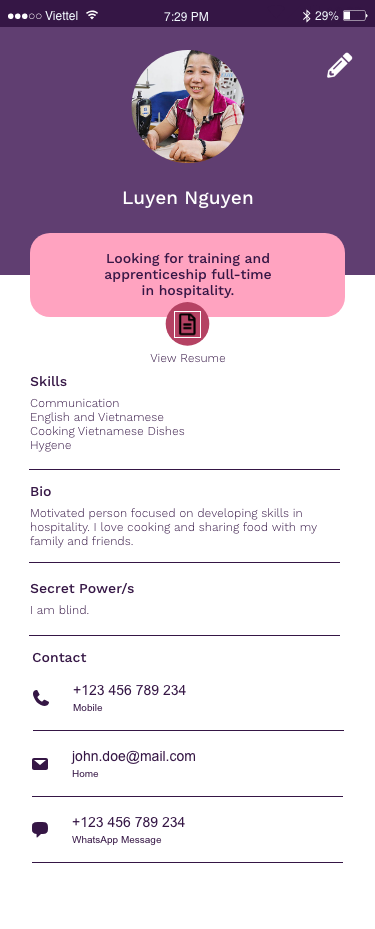 Viettel
7:29 PM
29%
Luyen Nguyen
Looking for training and
apprenticeship full-time
in hospitality.
View Resume
Skills
Communication
English and Vietnamese
Cooking Vietnamese Dishes
Hygene
Bio
Motivated person focused on developing skills in
hospitality. I love cooking and sharing food with my
family and friends.
Secret Power/s
I am blind.
Contact
+123 456 789 234
Mobile
john.doe@mail.com
Home
+123 456 789 234
WhatsApp Message